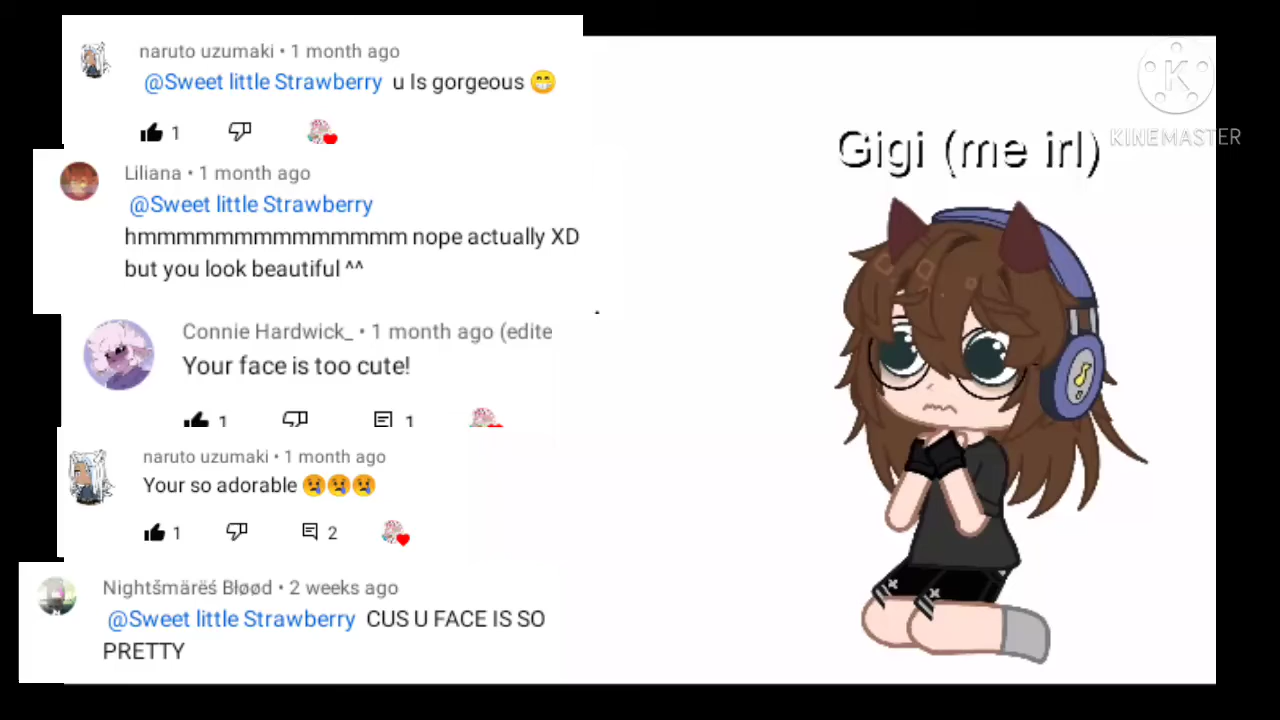 naruto uzumaki • 1 month ago
@Sweet little Strawberry u Is gorgeous 😁
1
Liliana • 1 month ago
@Sweet little Strawberry
hmmmmmmmmmmmmmmm nope actually XD
but you look beautiful ^^
Connie Hardwick_ • 1 month ago (edite
Your face is too cute!
1 1
naruto uzumaki • 1 month ago
Your so adorable 😢😢😢
1 2
Nightšmärëś Błøød • 2 weeks ago
@Sweet little Strawberry CUS U FACE IS SO
PRETTY
K
KINEMASTER
Gigi (me irl)